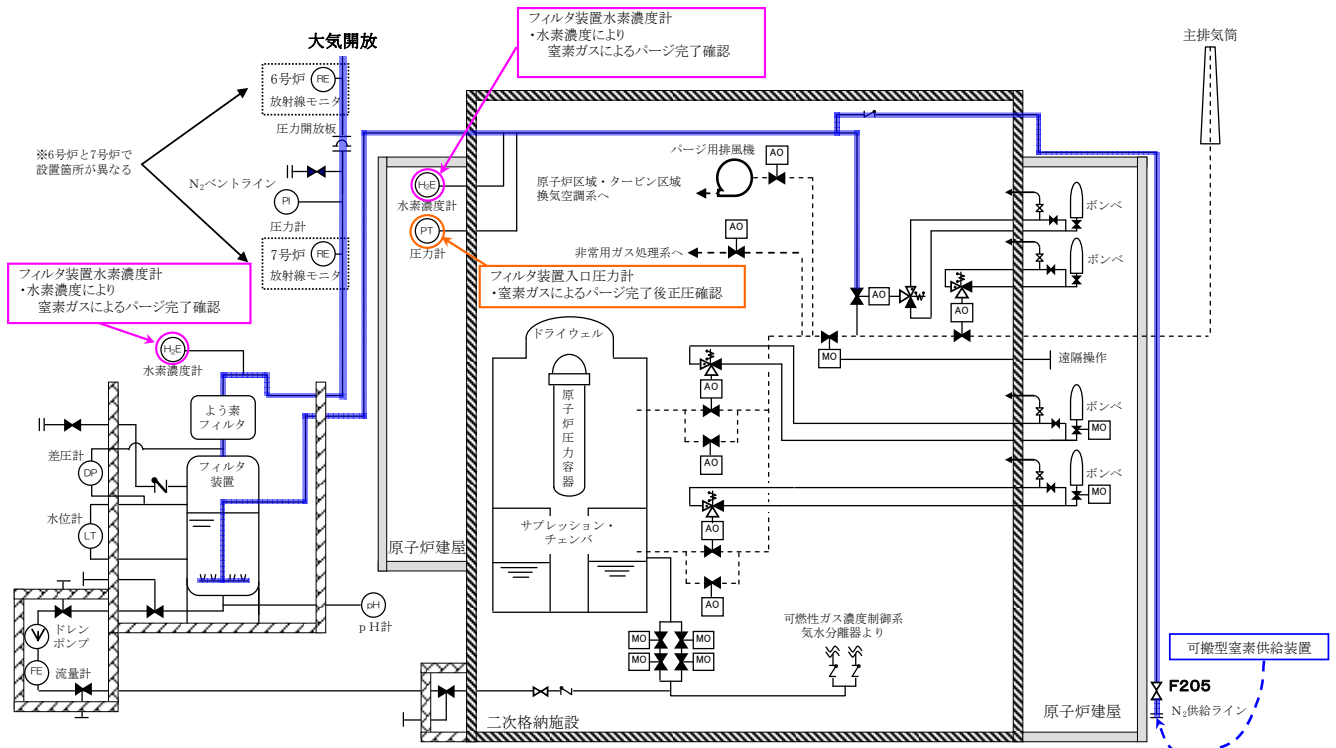 フィルタ装置水素濃度計
・水素濃度により
窒素ガスによるパージ完了確認
大気開放
主排気筒
6号炉
RE
放射線モニタ
圧力開放板
※6号炉と7号炉で
設置箇所が異なる
N₂ベントライン
PI
圧力計
7号炉
RE
放射線モニタ
H₂E
水素濃度計
PT
圧力計
パージ用排風機
AO
原子炉区域・タービン区域
換気空調系へ
AO
非常用ガス処理系へ
ボンベ
ボンベ
フィルタ装置水素濃度計
・水素濃度により
窒素ガスによるパージ完了確認
フィルタ装置入口圧力計
・窒素ガスによるパージ完了後正圧確認
AO
AO
MO
遠隔操作
H₂E
水素濃度計
ドライウェル
原子炉圧力容器
AO
AO
ボンベ
MO
ボンベ
MO
よう素
フィルタ
フィルタ
装置
差圧計
DP
水位計
LT
サプレッション・
チェンバ
AO
AO
原子炉建屋
pH
pH計
ドレン
ポンプ
FE
流量計
MO
MO
MO
MO
可燃性ガス濃度制御系
気水分離器より
二次格納施設
原子炉建屋
可搬型窒素供給装置
F205
N₂供給ライン